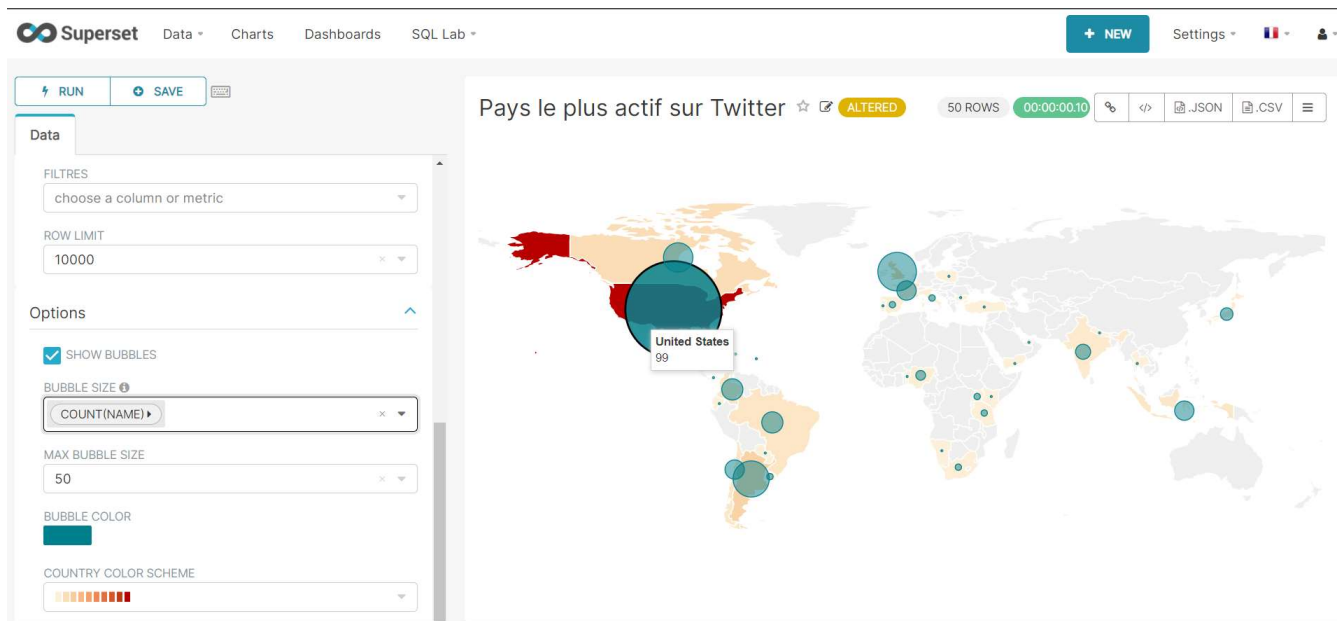 Superset Data Charts Dashboards SQL Lab + NEW Settings
RUN SAVE
Pays le plus actif sur Twitter ALTERED 50 ROWS 00:00:00.10 </> .JSON .CSV
Data
FILTRES
choose a column or metric
ROW LIMIT
10000
Options
SHOW BUBBLES
United States
99
BUBBLE SIZE
COUNT(NAME)
MAX BUBBLE SIZE
50
BUBBLE COLOR
COUNTRY COLOR SCHEME